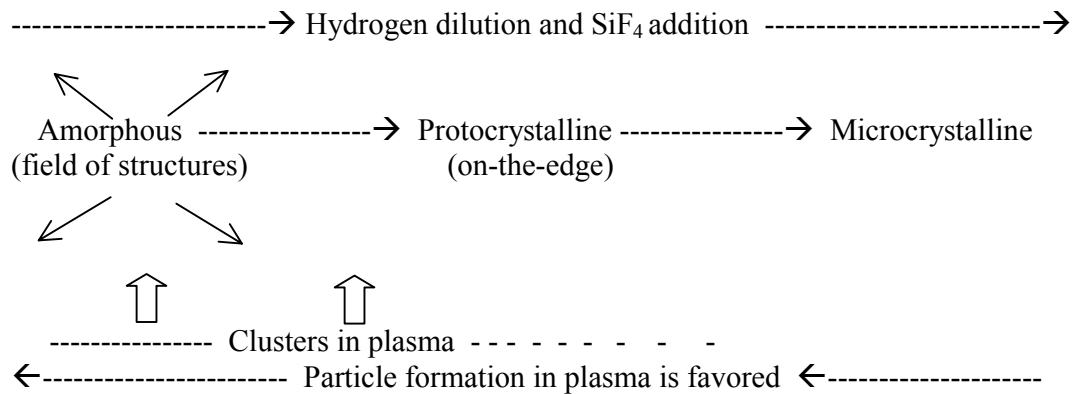 ---------------------------→ Hydrogen dilution and SiF₄ addition ---------------------------→
Amorphous -----------------→ Protocrystalline ----------------→ Microcrystalline
(field of structures) (on-the-edge)
--------------- Clusters in plasma - - - - - - - - -
←----------------------- Particle formation in plasma is favored ←----------------------